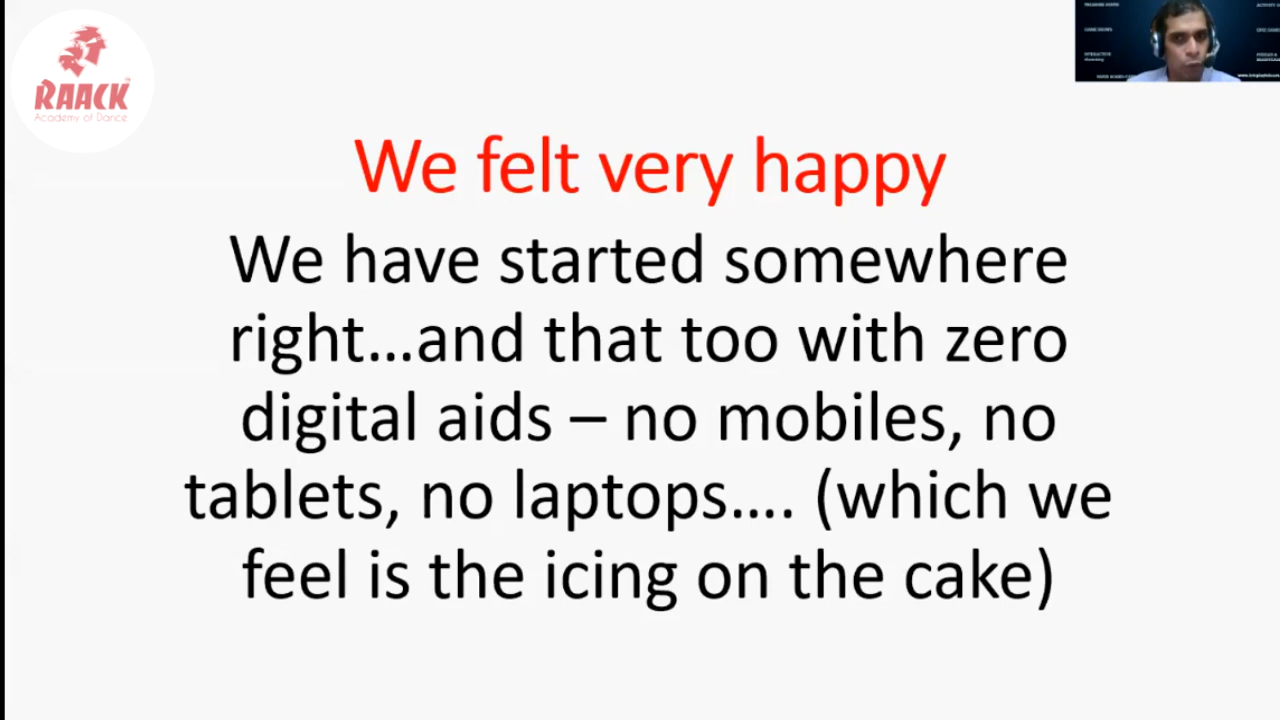 RAACK
Academy of Dance
We felt very happy
We have started somewhere
right...and that too with zero
digital aids – no mobiles, no
tablets, no laptops.... (which we
feel is the icing on the cake)